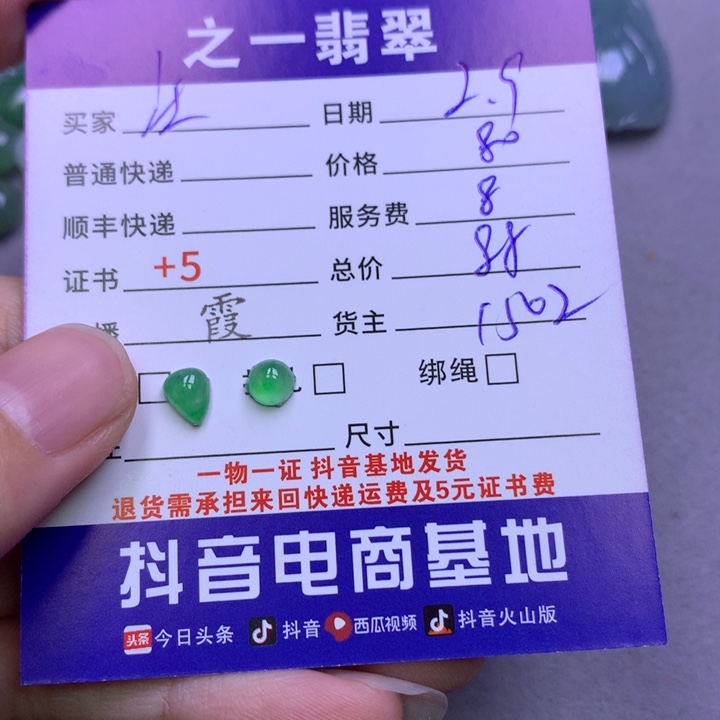 之一翡翠
买家 日期 2.9
普通快递 价格 80
顺丰快递 服务费 8
证书 +5 总价 88
播 霞 货主 1502
绑绳
尺寸
一物一证 抖音基地发货
退货需承担来回快递运费及5元证书费
抖音电商基地
头条 今日头条 抖音 西瓜视频 抖音火山版